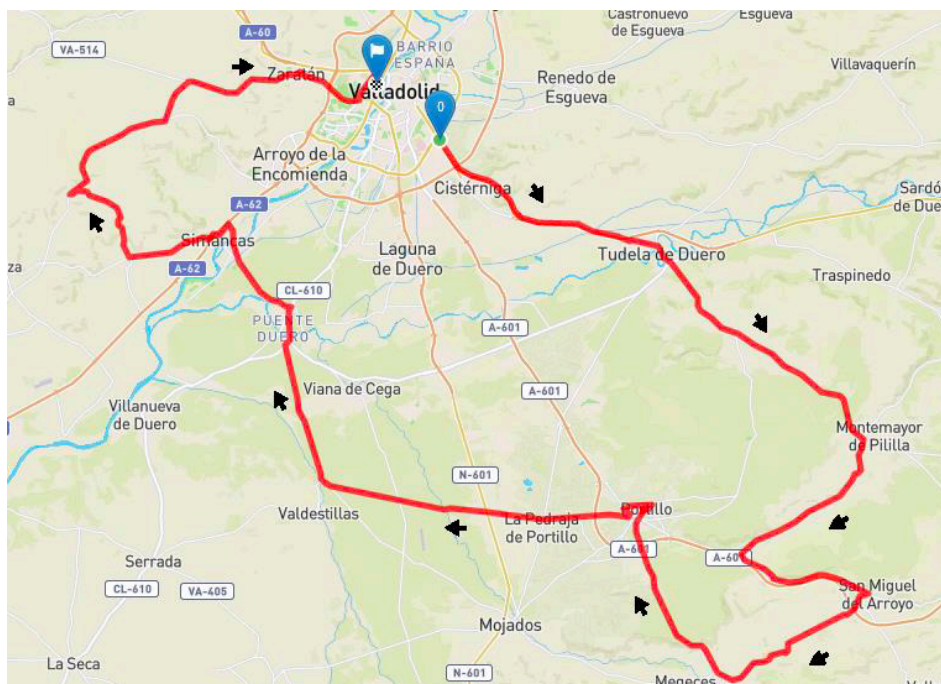 Castronuevo
de Esgueva
Esgueva
A-60
VA-514
BARRIO
ESPAÑA
Zaratán
Villavaquerín
Renedo de
Esgueva
Valladolid
0
Arroyo de la
Encomienda
Cistérniga
Sardón
de Due
A-62
Simancas
Laguna
de Duero
Tudela de Duero
za
A-62
Traspinedo
CL-610
PUENTE
DUERO
A-601
Viana de Cega
A-601
Villanueva
de Duero
Montemayor
de Pililla
N-601
Valdestillas
La Pedraja
de Portillo
Portillo
A-601
A-601
Serrada
CL-610
VA-405
San Miguel
del Arroyo
Mojados
La Seca
N-601
Megeces